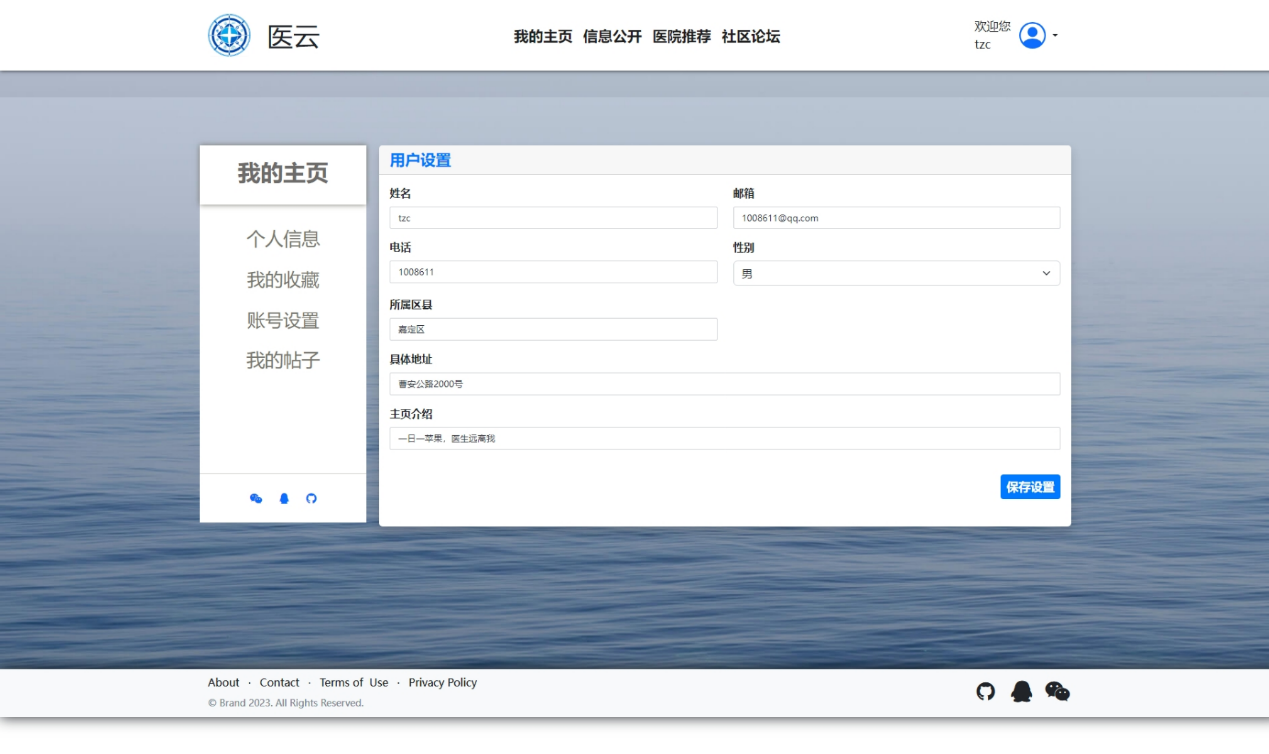 医云
我的主页 信息公开 医院推荐 社区论坛
欢迎您
tzc
我的主页
个人信息
我的收藏
账号设置
我的帖子
用户设置
姓名
tzc
邮箱
1008611@qq.com
电话
1008611
性别
男
所属区县
嘉定区
具体地址
曹安公路2000号
主页介绍
一日一苹果，医生远离我
保存设置
About · Contact · Terms of Use · Privacy Policy
© Brand 2023. All Rights Reserved.